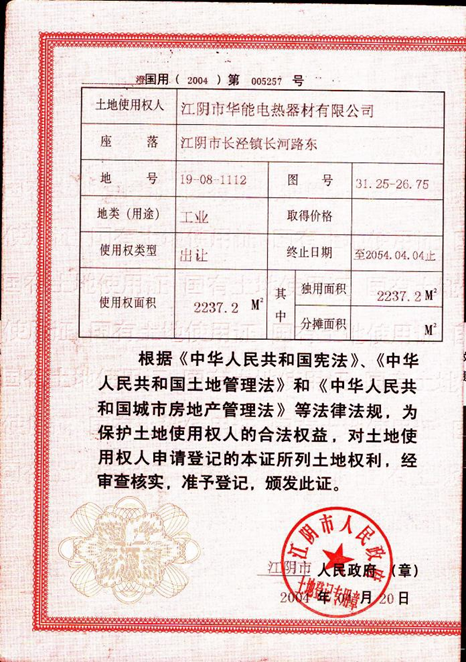 澄国用（2004）第 005257 号
土地使用权人 江阴市华能电热器材有限公司
座 落 江阴市长泾镇长河路东
地 号 19-08-1112 图 号 31.25-26.75
地类（用途） 工业 取得价格
使用权类型 出让 终止日期 至2054.04.04止
使用权面积 2237.2 M² 其中 独用面积 2237.2 M²
分摊面积 M²
根据《中华人民共和国宪法》、《中华
人民共和国土地管理法》和《中华人民共
和国城市房地产管理法》等法律法规，为
保护土地使用权人的合法权益，对土地使
用权人申请登记的本证所列土地权利，经
审查核实，准予登记，颁发此证。
江阴市人民政府
土地登记专用章
江阴市 人民政府 （章）
2004 年 月 20 日